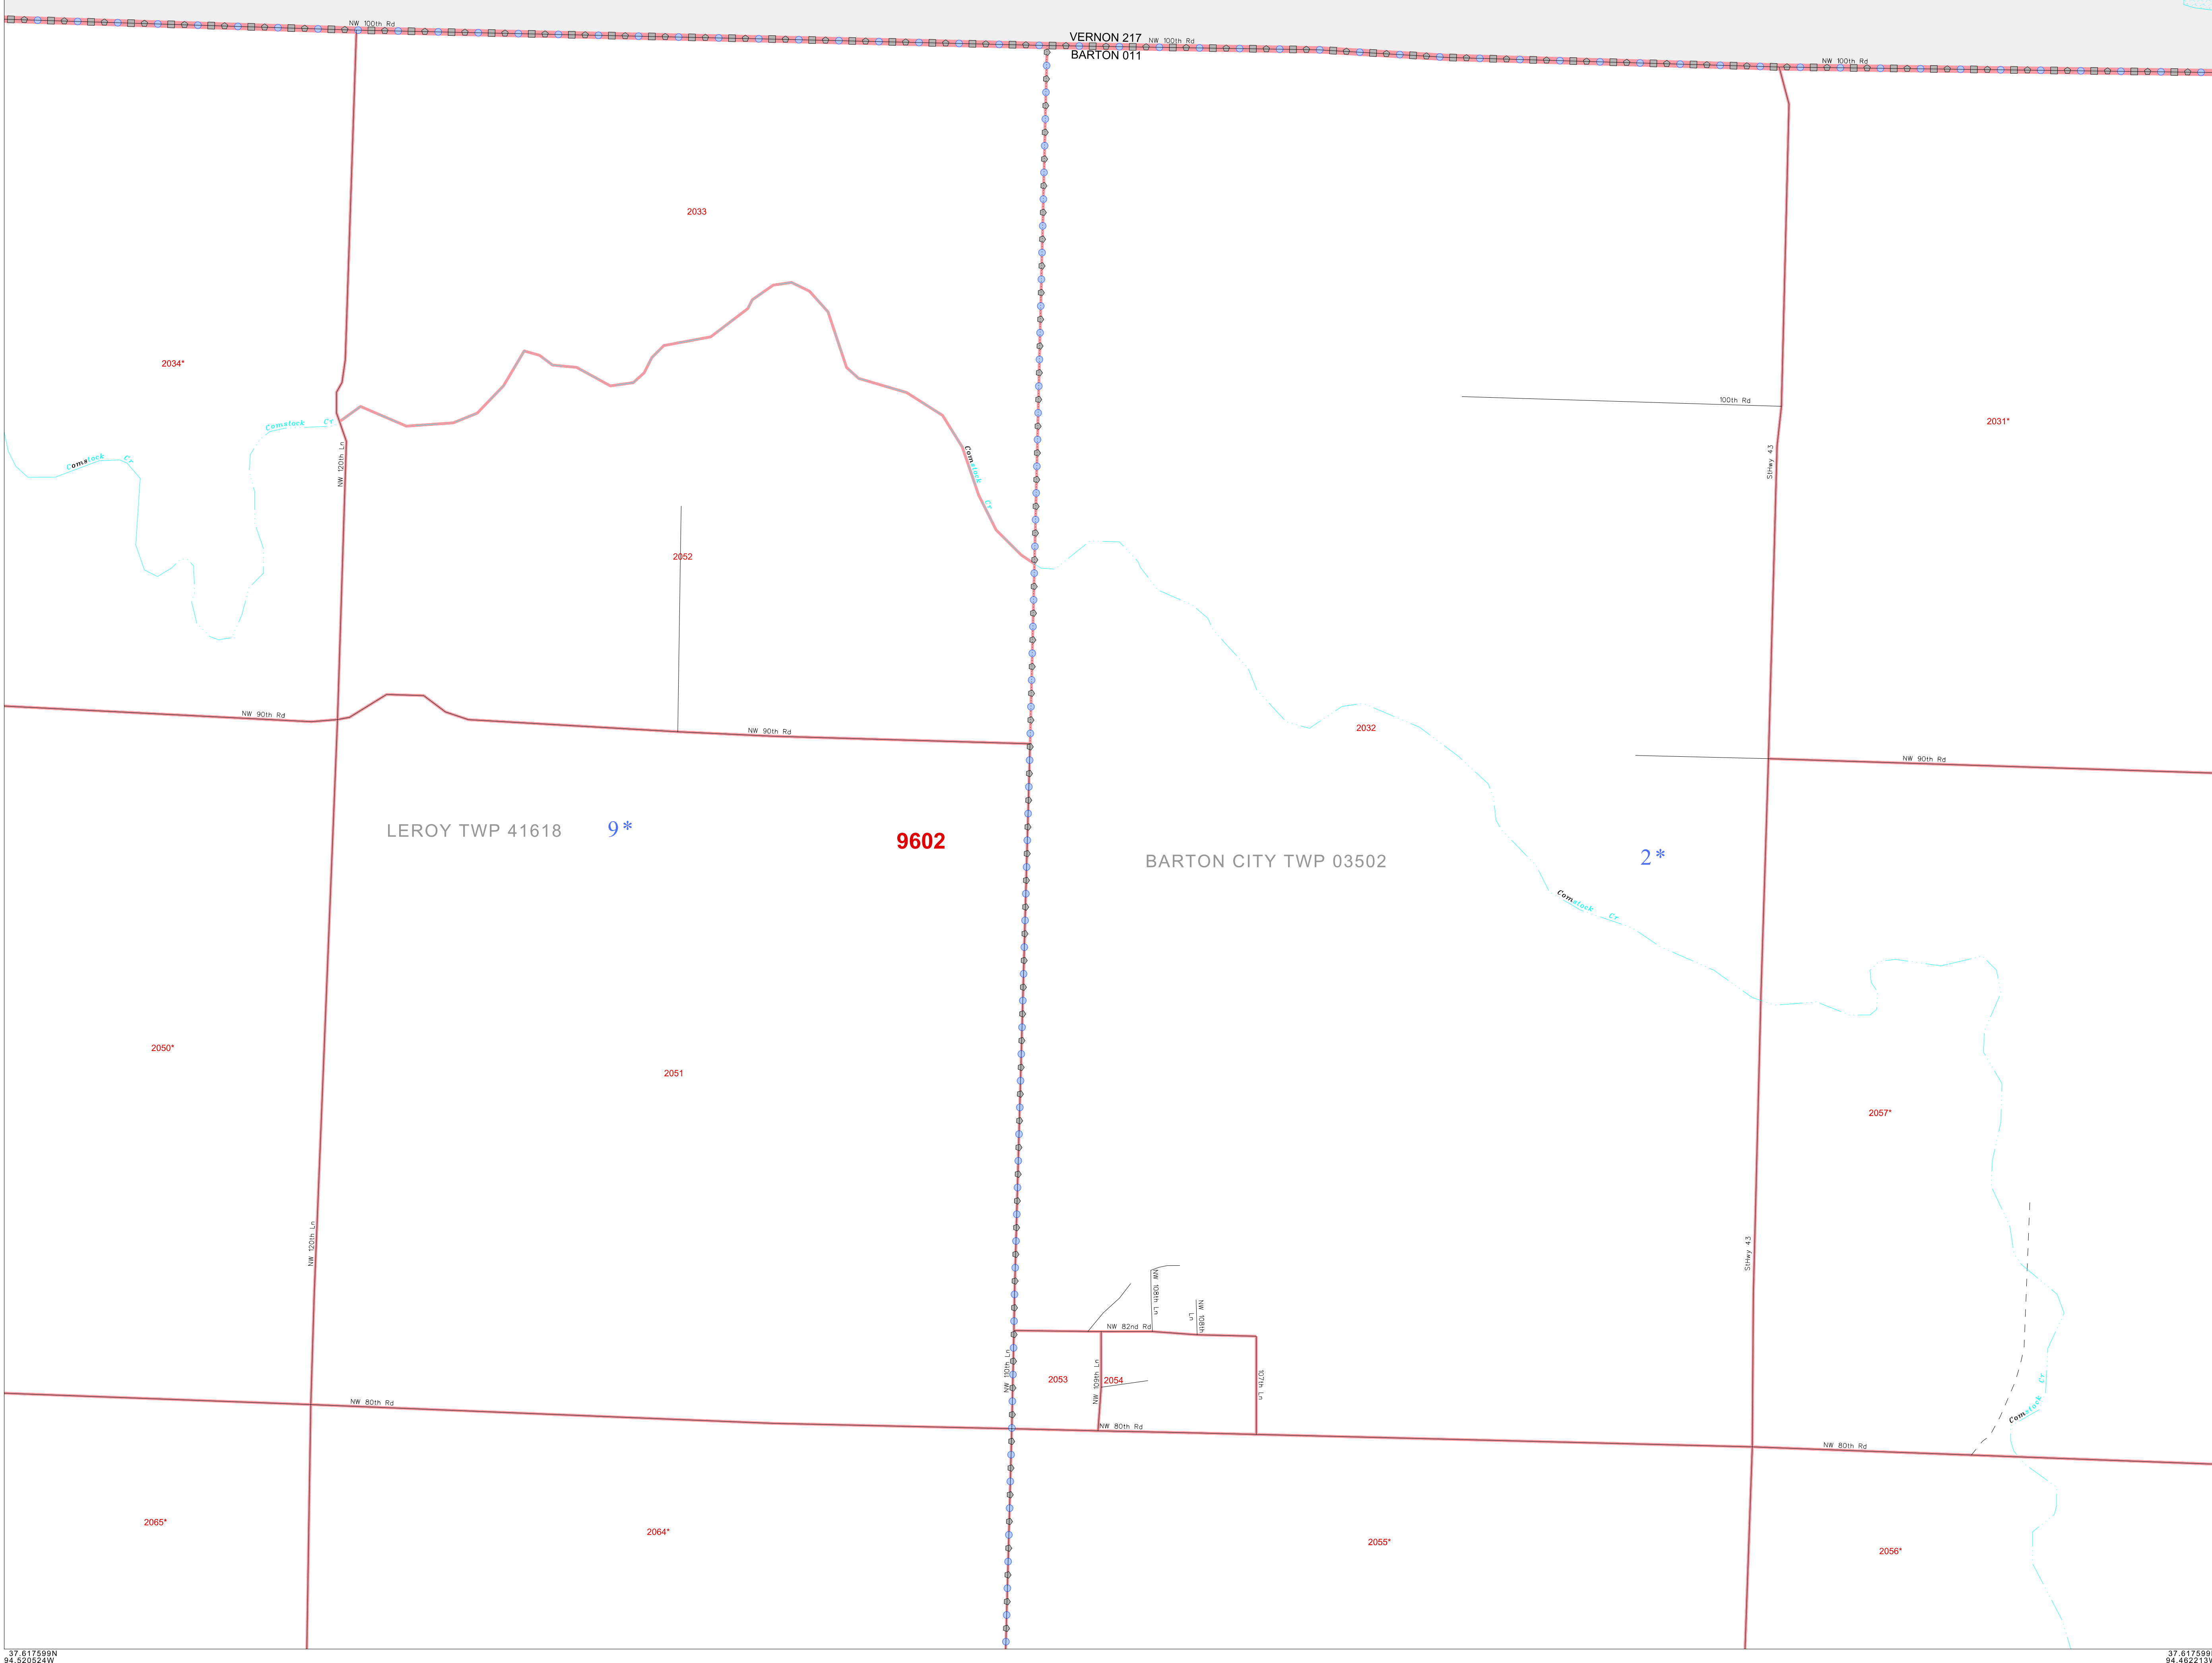 NW 100th Rd
VERNON 217
NW 100th Rd
BARTON 011
NW 100th Rd
2033
2034*
100th Rd
2031*
Comstock Cr
Comstock Cr
Comstock Cr
NW 120th Ln
StHwy 43
2052
NW 90th Rd
NW 90th Rd
2032
NW 90th Rd
LEROY TWP 41618
9*
9602
BARTON CITY TWP 03502
2*
Comstock Cr
2050*
2051
2057*
NW 120th Ln
StHwy 43
NW 108th Ln
NW 108th
Ln
NW 82nd Rd
NW 110th Ln
2053
NW 109th Ln
2054
107th Ln
Comstock Cr
NW 80th Rd
NW 80th Rd
NW 80th Rd
2065*
2064*
2055*
2056*
37.617599N
94.520524W
37.617599N
94.462213W